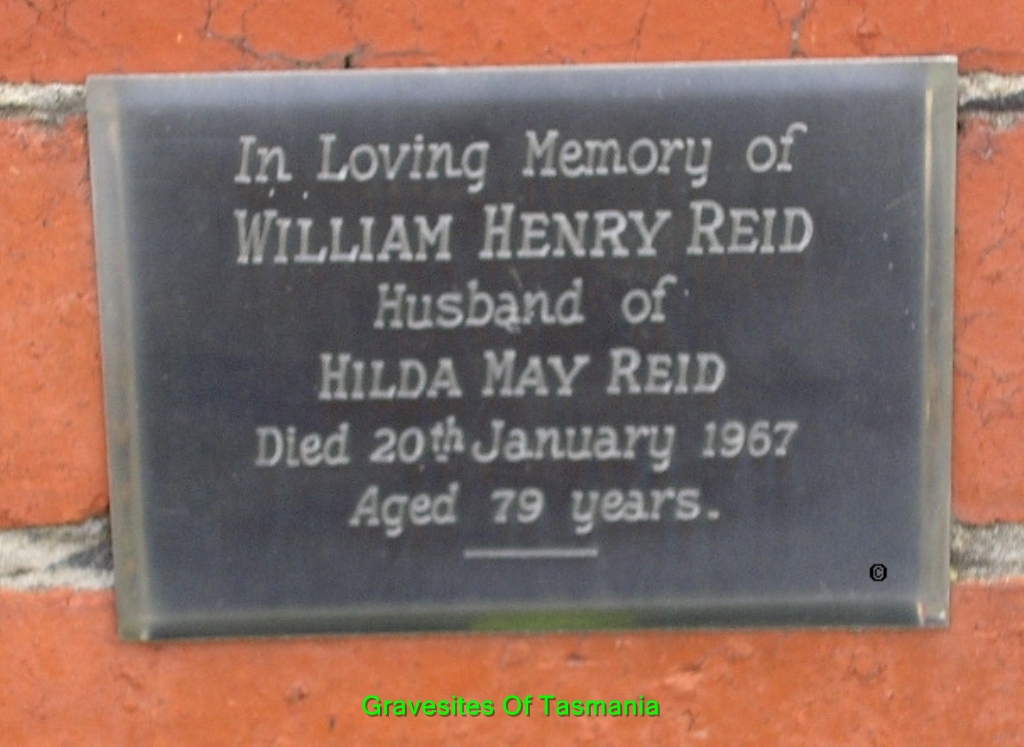 In Loving Memory of
WILLIAM HENRY REID
Husband of
HILDA MAY REID
Died 20th January 1967
Aged 79 years.
©
Gravesites Of Tasmania